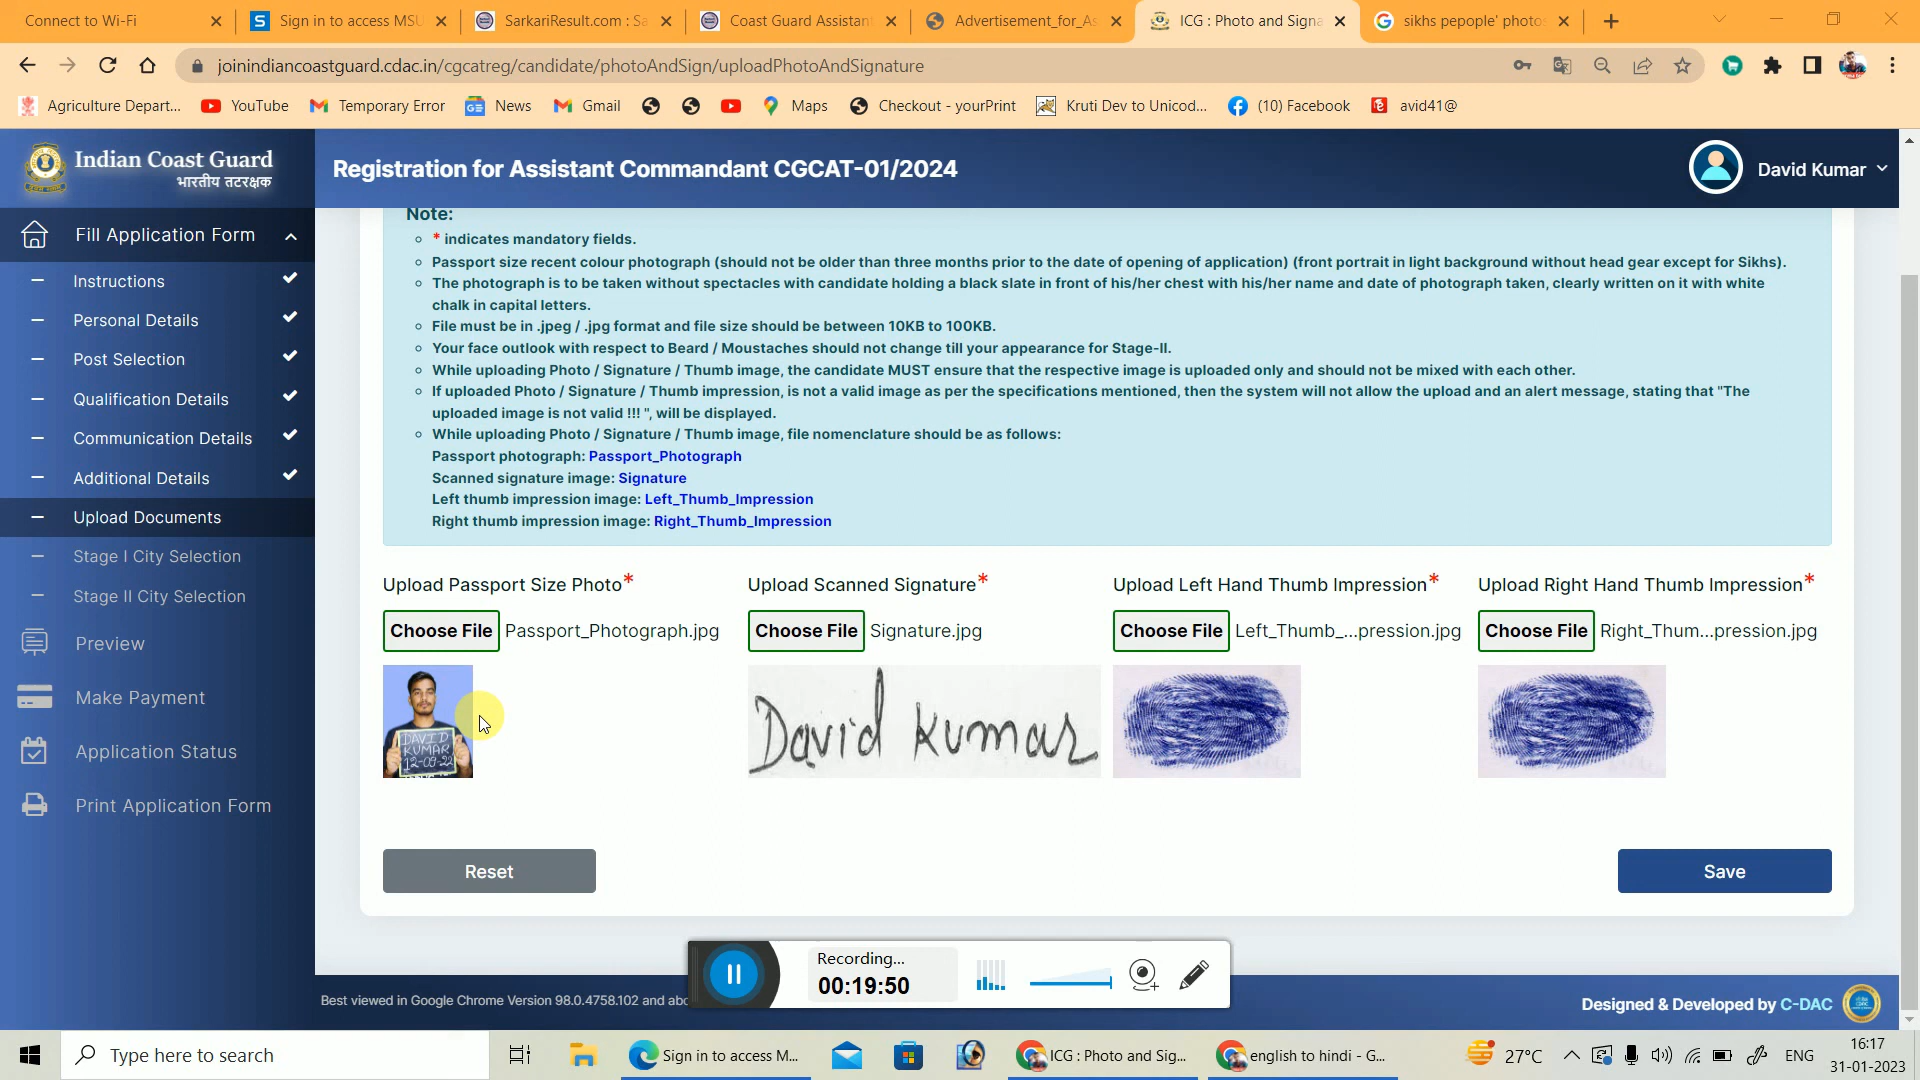 Connect to Wi-Fi
Sign in to access MSU
SarkariResult.com : Sa
Coast Guard Assistan
Advertisement_for_As
ICG : Photo and Signa
sikhs pepople' photos
joinindiancoastguard.cdac.in/cgcatreg/candidate/photoAndSign/uploadPhotoAndSignature
Agriculture Depart... YouTube Temporary Error News Gmail Maps Checkout - yourPrint Kruti Dev to Unicod... (10) Facebook avid41@
Indian Coast Guard
भारतीय तटरक्षक
Registration for Assistant Commandant CGCAT-01/2024
David Kumar
Fill Application Form
Instructions
Personal Details
Post Selection
Qualification Details
Communication Details
Additional Details
Upload Documents
Stage I City Selection
Stage II City Selection
Preview
Make Payment
Application Status
Print Application Form
Note:
* indicates mandatory fields.
Passport size recent colour photograph (should not be older than three months prior to the date of opening of application) (front portrait in light background without head gear except for Sikhs).
The photograph is to be taken without spectacles with candidate holding a black slate in front of his/her chest with his/her name and date of photograph taken, clearly written on it with white
chalk in capital letters.
File must be in .jpeg / .jpg format and file size should be between 10KB to 100KB.
Your face outlook with respect to Beard / Moustaches should not change till your appearance for Stage-II.
While uploading Photo / Signature / Thumb image, the candidate MUST ensure that the respective image is uploaded only and should not be mixed with each other.
If uploaded Photo / Signature / Thumb impression, is not a valid image as per the specifications mentioned, then the system will not allow the upload and an alert message, stating that "The
uploaded image is not valid !!! ", will be displayed.
While uploading Photo / Signature / Thumb image, file nomenclature should be as follows:
Passport photograph: Passport_Photograph
Scanned signature image: Signature
Left thumb impression image: Left_Thumb_Impression
Right thumb impression image: Right_Thumb_Impression
Upload Passport Size Photo*
Choose File Passport_Photograph.jpg
DAVID
KUMAR
12-09-22
Upload Scanned Signature*
Choose File Signature.jpg
David Kumar
Upload Left Hand Thumb Impression*
Choose File Left_Thumb_...pression.jpg
Upload Right Hand Thumb Impression*
Choose File Right_Thum...pression.jpg
Reset
Save
Recording...
00:19:50
Best viewed in Google Chrome Version 98.0.4758.102 and abo
Designed & Developed by C-DAC
Type here to search
Sign in to access M...
ICG : Photo and Sig...
english to hindi - G...
27°C
ENG
16:17
31-01-2023